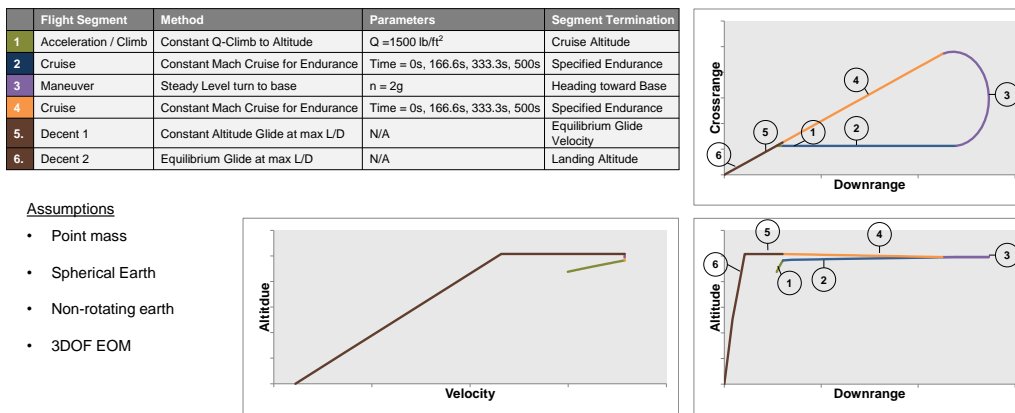 Flight Segment Method Parameters Segment Termination
1 Acceleration / Climb Constant Q-Climb to Altitude Q =1500 lb/ft² Cruise Altitude
2 Cruise Constant Mach Cruise for Endurance Time = 0s, 166.6s, 333.3s, 500s Specified Endurance
3 Maneuver Steady Level turn to base n = 2g Heading toward Base
4 Cruise Constant Mach Cruise for Endurance Time = 0s, 166.6s, 333.3s, 500s Specified Endurance
5. Decent 1 Constant Altitude Glide at max L/D N/A Equilibrium Glide
Velocity
6. Decent 2 Equilibrium Glide at max L/D N/A Landing Altitude
Crossrange
4
3
5
1
2
6
Downrange
Assumptions
• Point mass
• Spherical Earth
• Non-rotating earth
• 3DOF EOM
Altitdue
Velocity
Altitude
5
4
6
3
1
2
Downrange